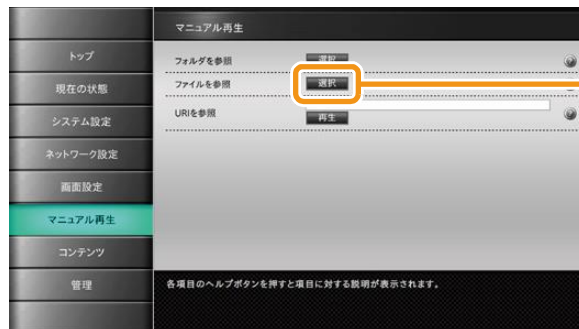 マニュアル再生
トップ
現在の状態
システム設定
ネットワーク設定
画面設定
マニュアル再生
コンテンツ
管理
フォルダを参照
選択
ファイルを参照
選択
URIを参照
再生
各項目のヘルプボタンを押すと項目に対する説明が表示されます。